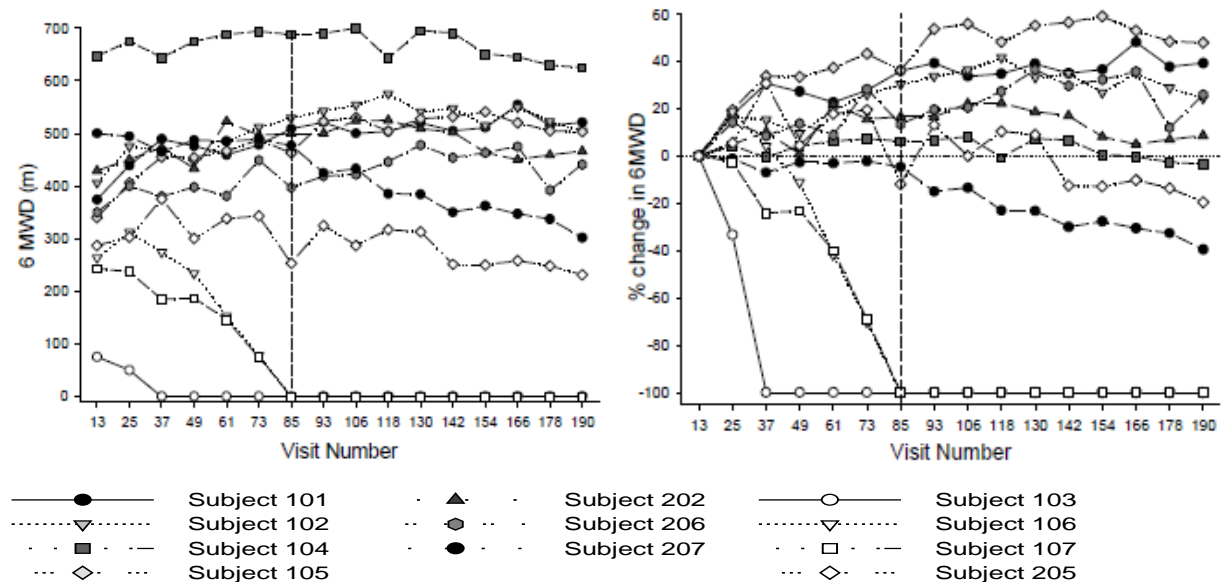 700
600
500
400
300
200
100
0
6 MWD (m)
13 25 37 49 61 73 85 93 106 118 130 142 154 166 178 190
Visit Number
60
40
20
0
-20
-40
-60
-80
-100
% change in 6MWD
13 25 37 49 61 73 85 93 106 118 130 142 154 166 178 190
Visit Number
Subject 101 Subject 202 Subject 103
Subject 102 Subject 206 Subject 106
Subject 104 Subject 207 Subject 107
Subject 105 Subject 205